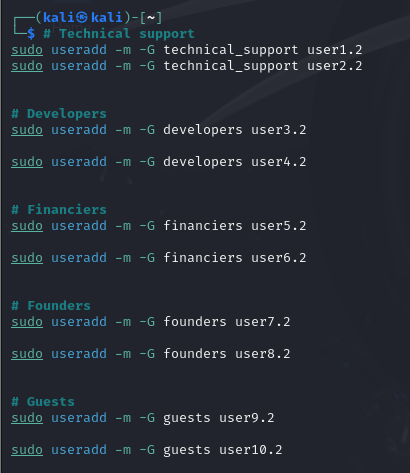 ┌──(kali㉿kali)-[~]
└─$ # Technical support
sudo useradd -m -G technical_support user1.2
sudo useradd -m -G technical_support user2.2
# Developers
sudo useradd -m -G developers user3.2
sudo useradd -m -G developers user4.2
# Financiers
sudo useradd -m -G financiers user5.2
sudo useradd -m -G financiers user6.2
# Founders
sudo useradd -m -G founders user7.2
sudo useradd -m -G founders user8.2
# Guests
sudo useradd -m -G guests user9.2
sudo useradd -m -G guests user10.2